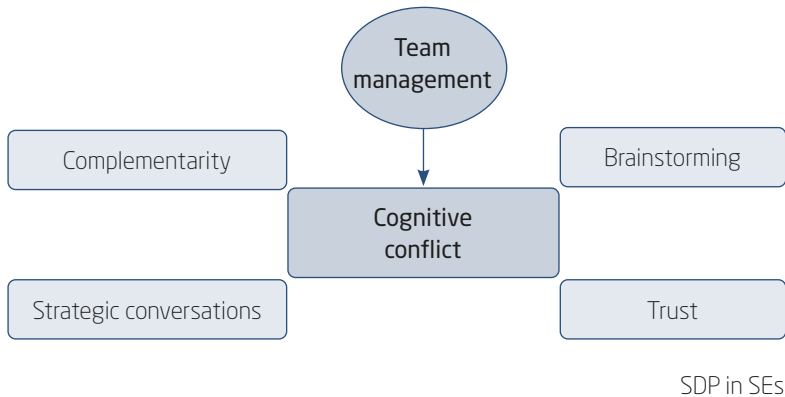 Team
management
Complementarity
Brainstorming
Cognitive
conflict
Strategic conversations
Trust
SDP in SEs